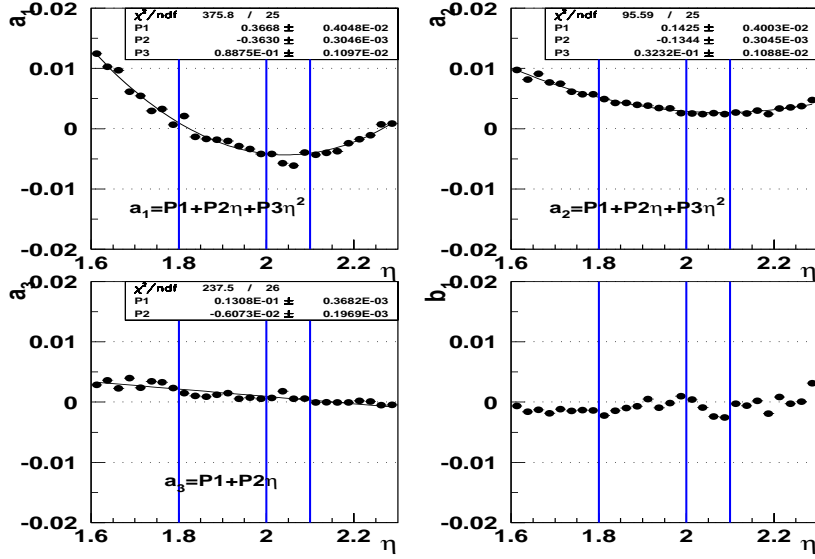 a1
χ²/ndf 375.8 / 25
P1 0.3668 ± 0.4048E-02
P2 -0.3630 ± 0.3046E-03
P3 0.8875E-01 ± 0.1097E-02
0.02
0.01
0
-0.01
-0.02
a1=P1+P2η+P3η²
1.6 1.8 2 2.2
η
a2
χ²/ndf 95.59 / 25
P1 0.1425 ± 0.4003E-02
P2 -0.1344 ± 0.3045E-03
P3 0.3232E-01 ± 0.1088E-02
0.02
0.01
0
-0.01
-0.02
a2=P1+P2η+P3η²
1.6 1.8 2 2.2
η
a3
χ²/ndf 237.5 / 26
P1 0.1308E-01 ± 0.3682E-03
P2 -0.6073E-02 ± 0.1969E-03
0.02
0.01
0
-0.01
-0.02
a3=P1+P2η
1.6 1.8 2 2.2
η
b1
0.02
0.01
0
-0.01
-0.02
1.6 1.8 2 2.2
η